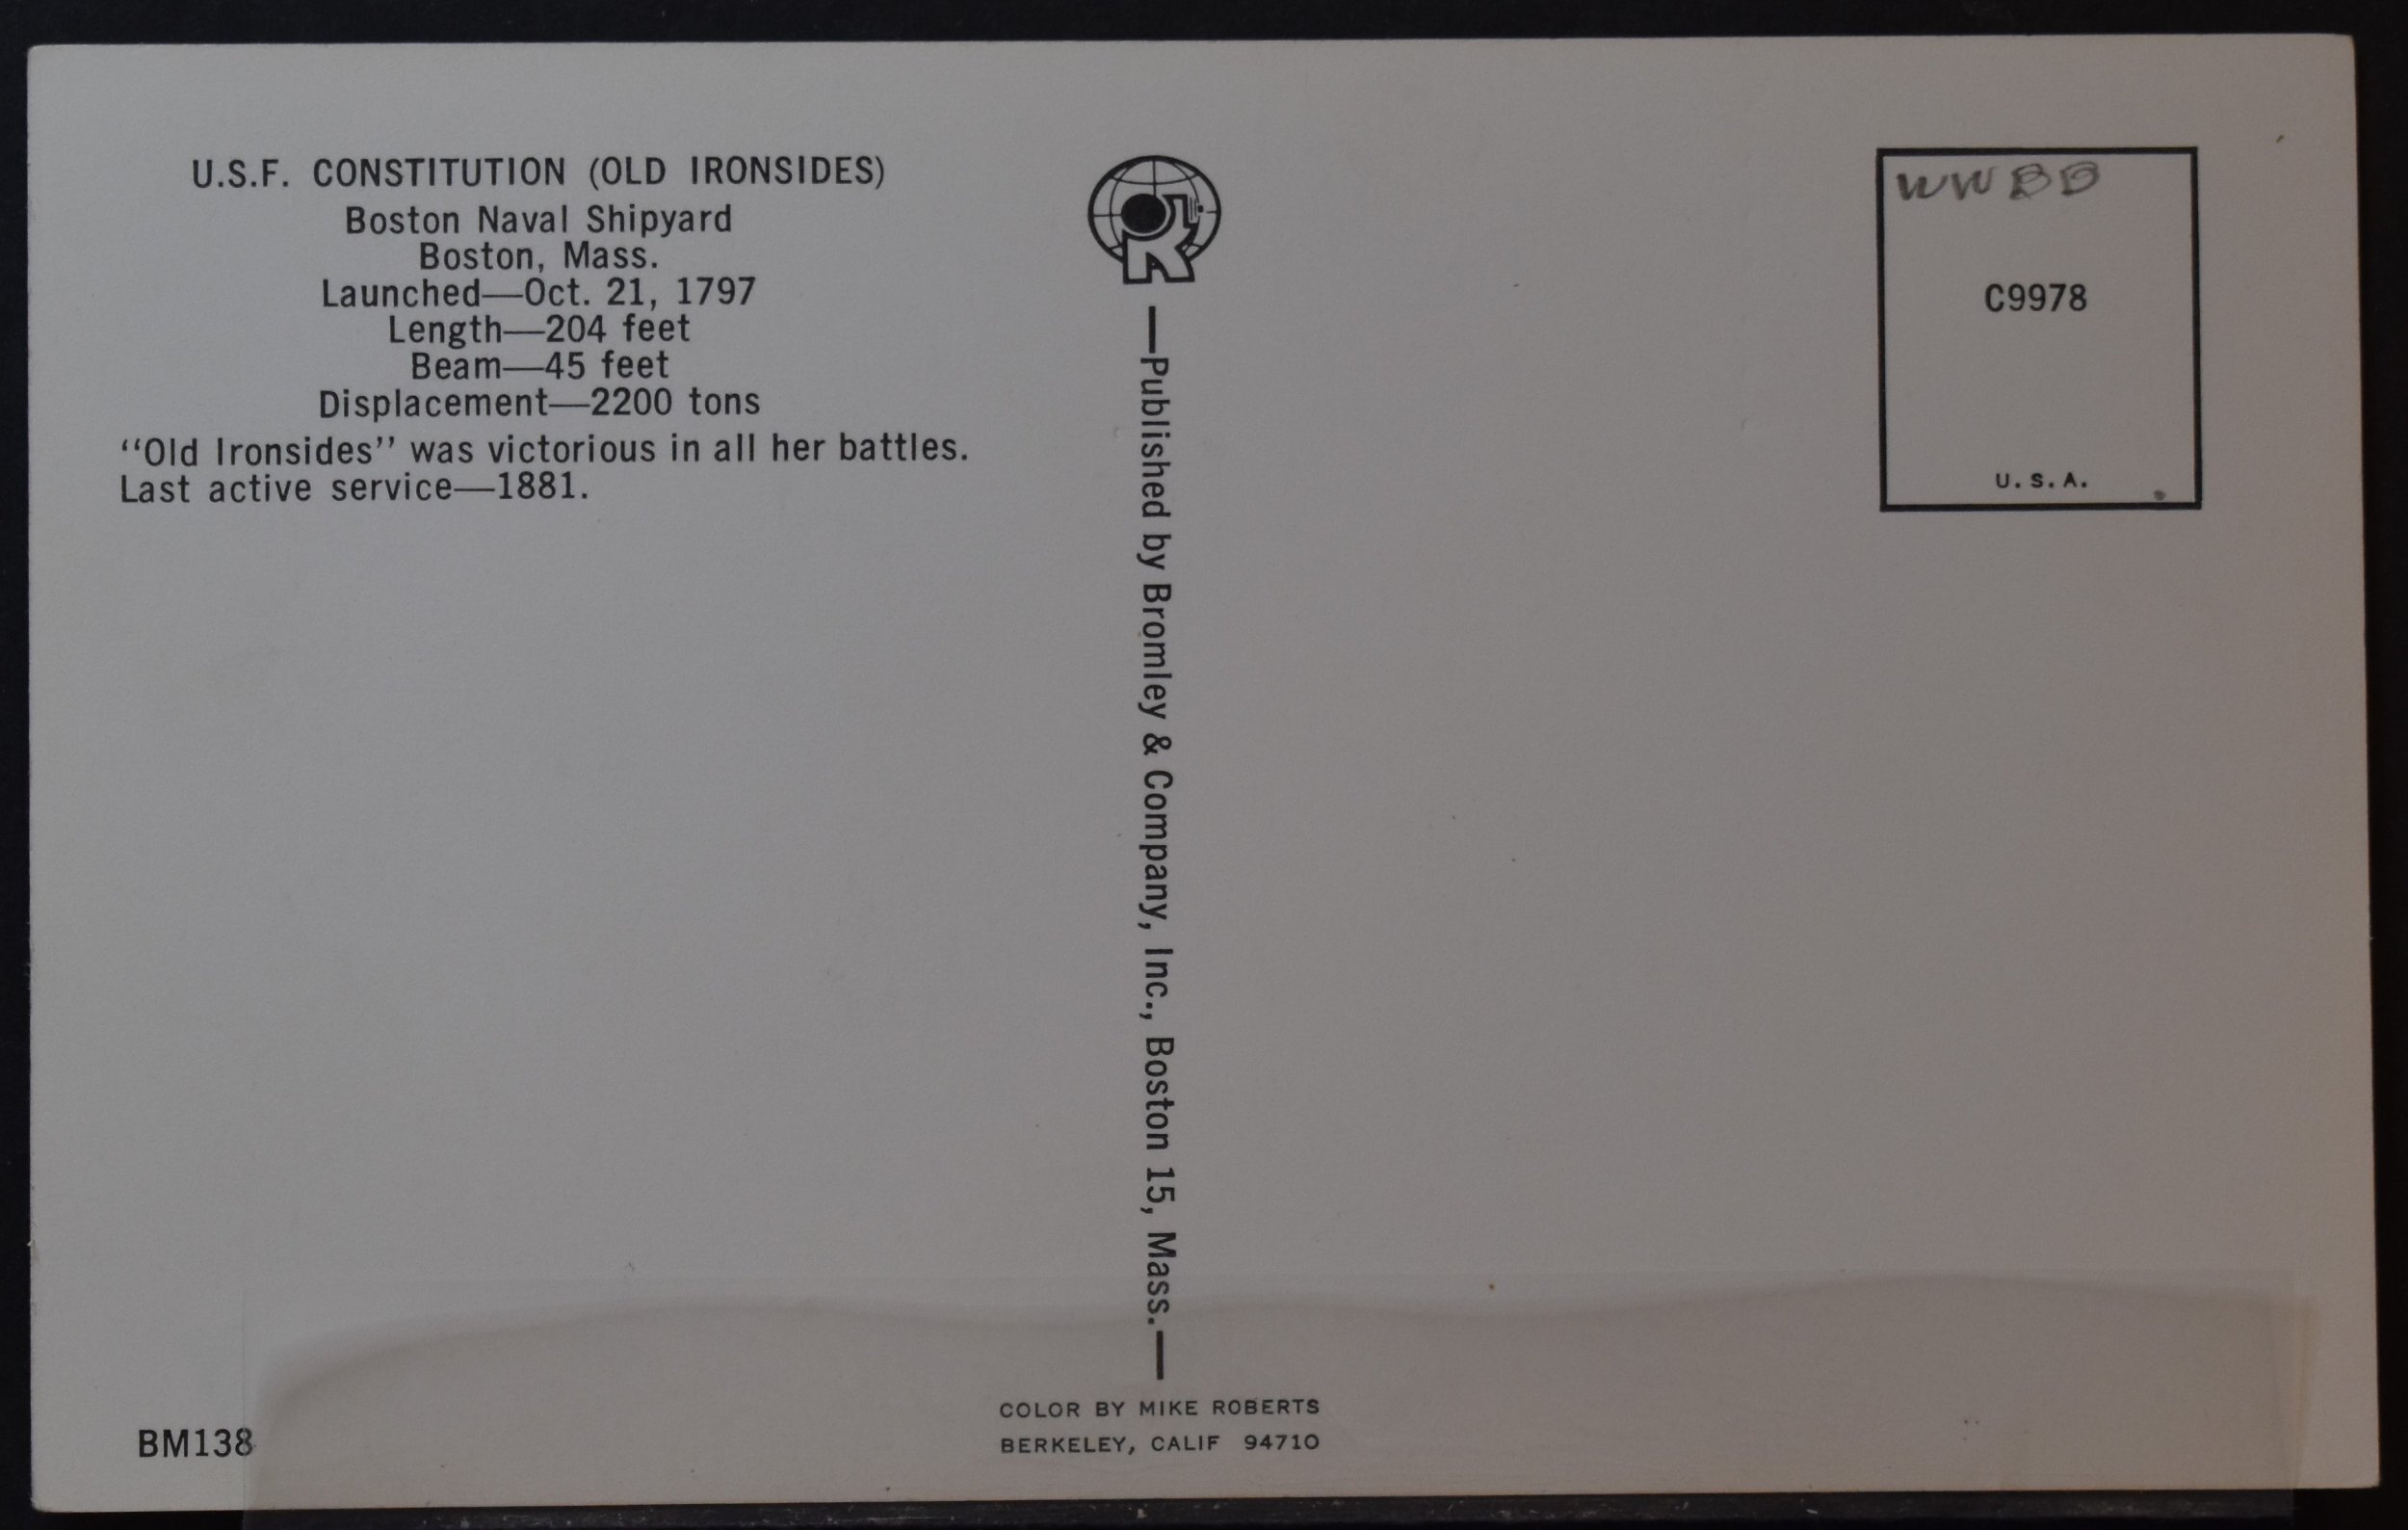 U.S.F. CONSTITUTION (OLD IRONSIDES)
Boston Naval Shipyard
Boston, Mass.
Launched—Oct. 21, 1797
Length—204 feet
Beam—45 feet
Displacement—2200 tons
‘‘Old Ironsides’’ was victorious in all her battles.
Last active service—1881.
BM138
—Published by Bromley & Company, Inc., Boston 15, Mass.—
COLOR BY MIKE ROBERTS
BERKELEY, CALIF 94710
WWBB
C9978
U.S.A.